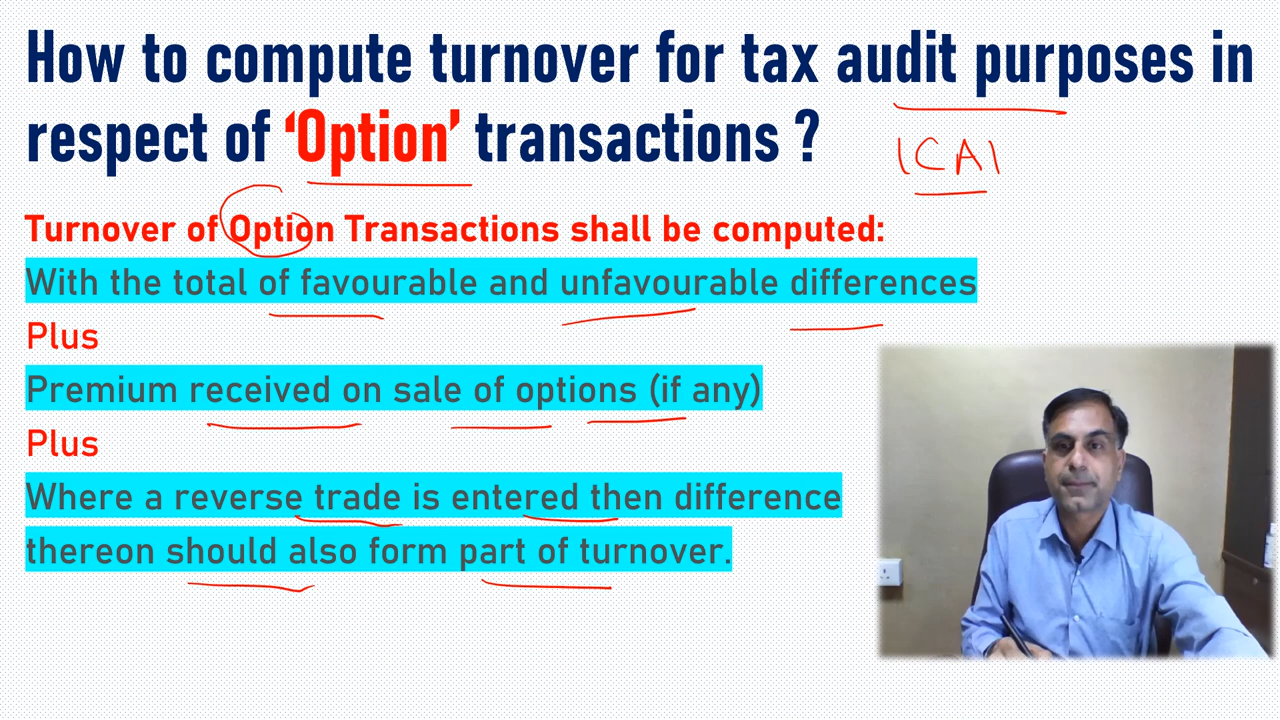 How to compute turnover for tax audit purposes in
respect of ‘Option’ transactions ?
ICAI
Turnover of Option Transactions shall be computed:
With the total of favourable and unfavourable differences
Plus
Premium received on sale of options (if any)
Plus
Where a reverse trade is entered then difference
thereon should also form part of turnover.